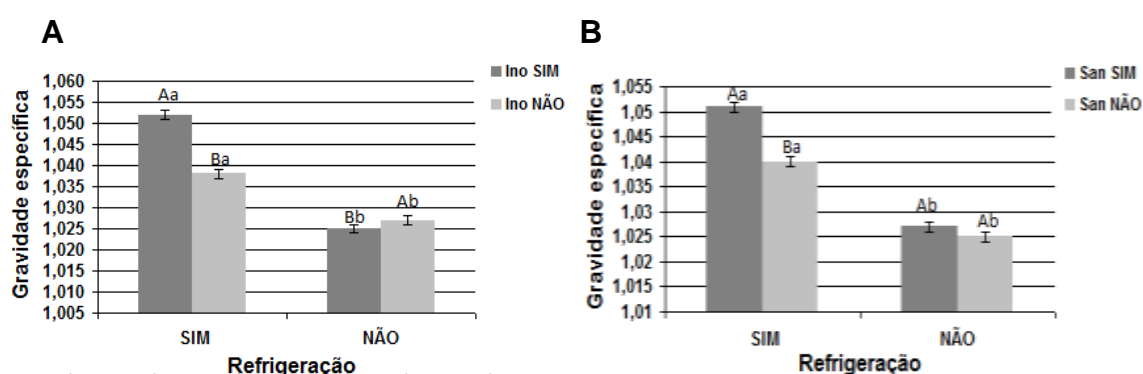 A
Gravidade específica
1,060
1,055
1,050
1,045
1,040
1,035
1,030
1,025
1,020
1,015
1,010
1,005
Aa
Ba
Bb
Ab
SIM
NÃO
Refrigeração
Ino SIM
Ino NÃO
B
Gravidade específica
1,055
1,05
1,045
1,04
1,035
1,03
1,025
1,02
1,015
1,01
Aa
Ba
Ab
Ab
SIM
NÃO
Refrigeração
San SIM
San NÃO